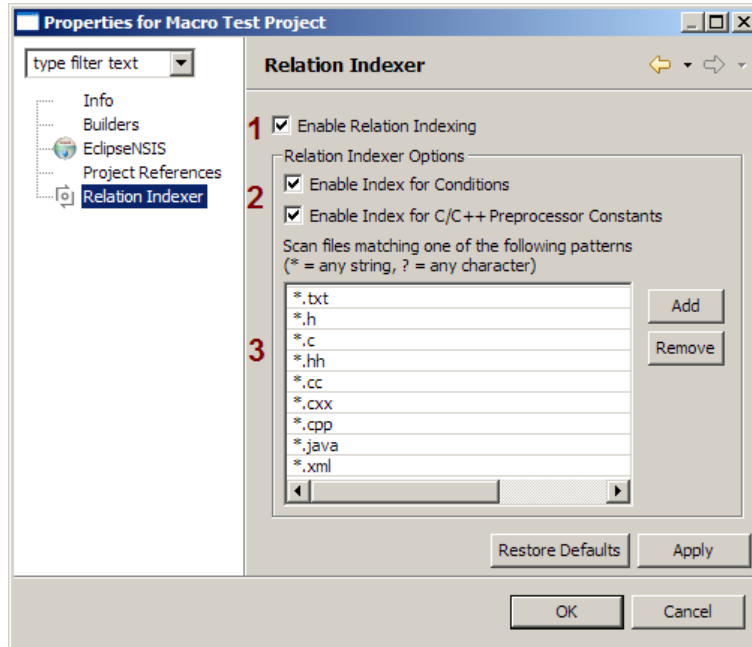 Properties for Macro Test Project
type filter text
Relation Indexer
Info
Builders
EclipseNSIS
Project References
Relation Indexer
1
Enable Relation Indexing
Relation Indexer Options
2
Enable Index for Conditions
Enable Index for C/C++ Preprocessor Constants
Scan files matching one of the following patterns
(* = any string, ? = any character)
3
*.txt
*.h
*.c
*.hh
*.cc
*.cxx
*.cpp
*.java
*.xml
Add
Remove
Restore Defaults
Apply
OK
Cancel